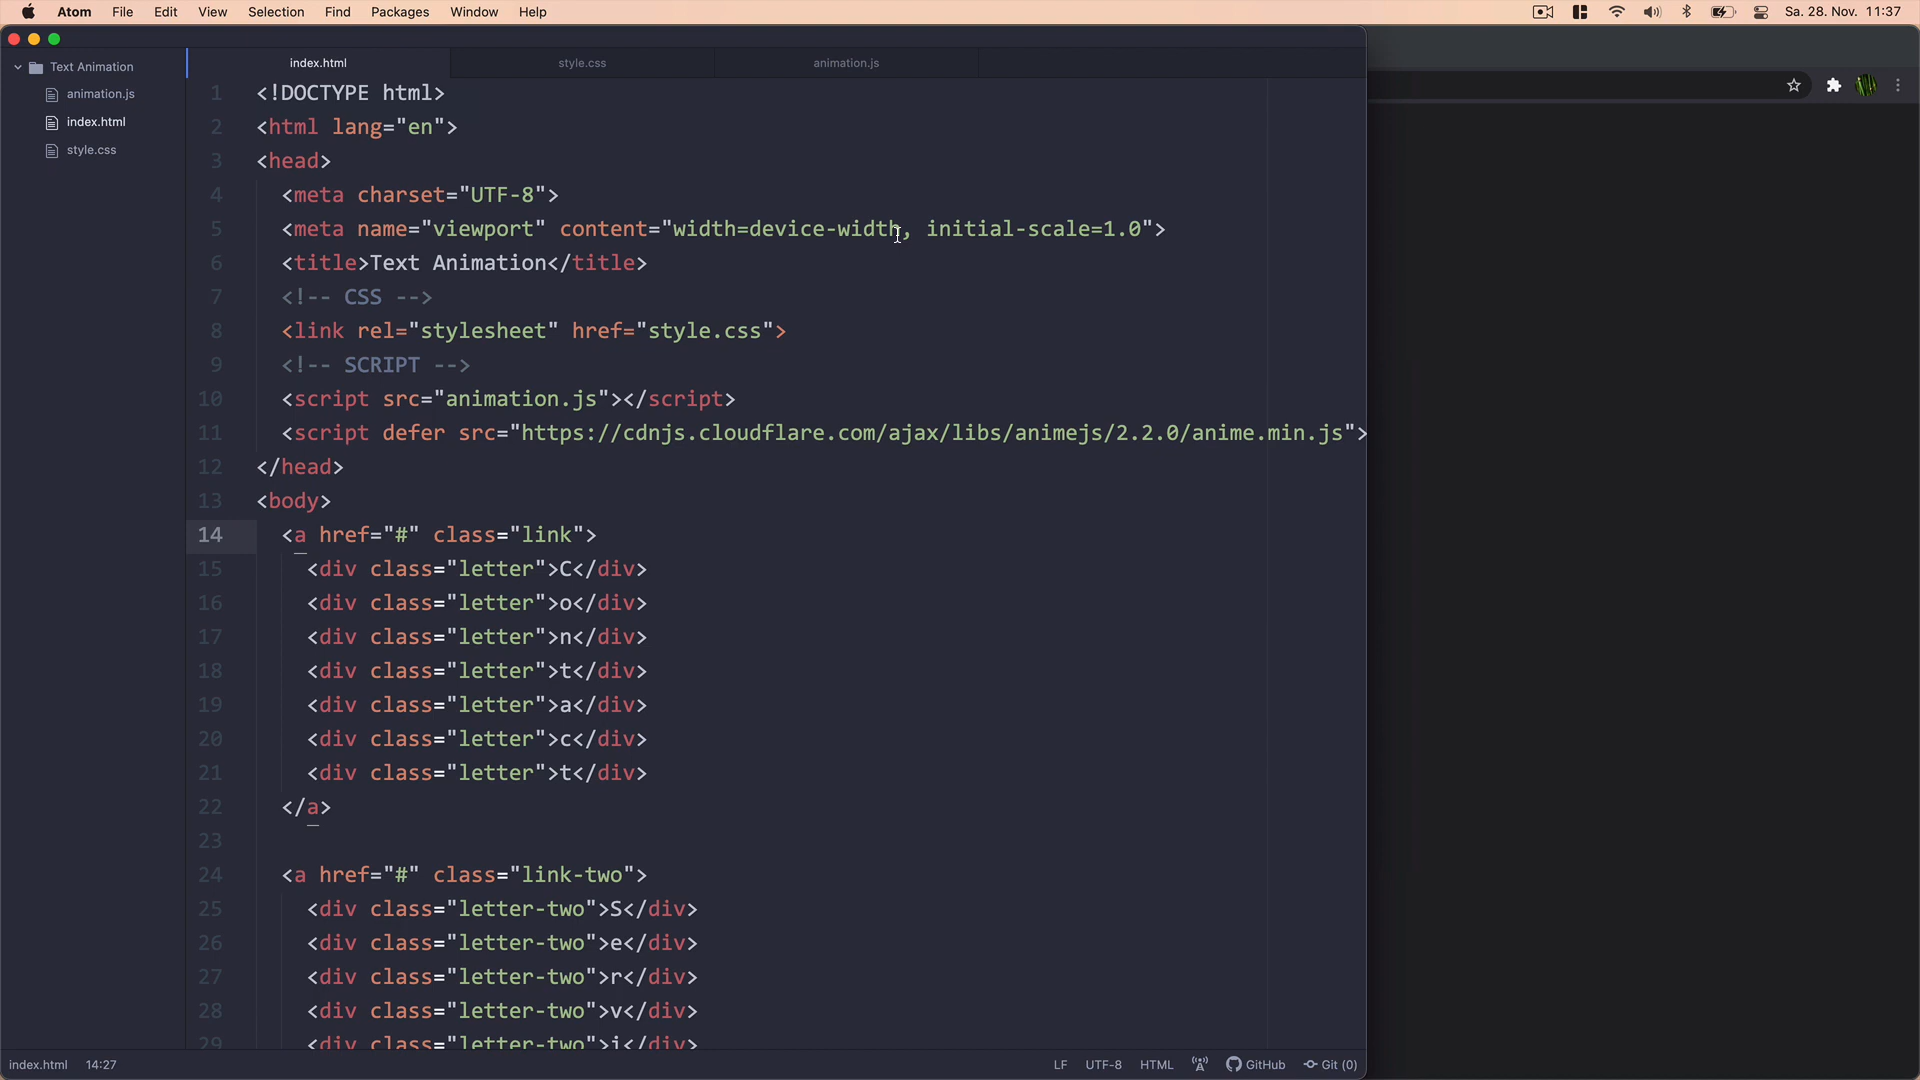 Atom File Edit View Selection Find Packages Window Help Sa. 28. Nov. 11:37
Text Animation
animation.js
index.html
style.css
index.html style.css animation.js
1 <!DOCTYPE html>
2 <html lang="en">
3 <head>
4 <meta charset="UTF-8">
5 <meta name="viewport" content="width=device-width, initial-scale=1.0">
6 <title>Text Animation</title>
7 <!-- CSS -->
8 <link rel="stylesheet" href="style.css">
9 <!-- SCRIPT -->
10 <script src="animation.js"></script>
11 <script defer src="https://cdnjs.cloudflare.com/ajax/libs/animejs/2.2.0/anime.min.js">
12 </head>
13 <body>
14 <a href="#" class="link">
15 <div class="letter">C</div>
16 <div class="letter">o</div>
17 <div class="letter">n</div>
18 <div class="letter">t</div>
19 <div class="letter">a</div>
20 <div class="letter">c</div>
21 <div class="letter">t</div>
22 </a>
23
24 <a href="#" class="link-two">
25 <div class="letter-two">S</div>
26 <div class="letter-two">e</div>
27 <div class="letter-two">r</div>
28 <div class="letter-two">v</div>
29 <div class="letter-two">i</div>
index.html 14:27 LF UTF-8 HTML GitHub Git (0)